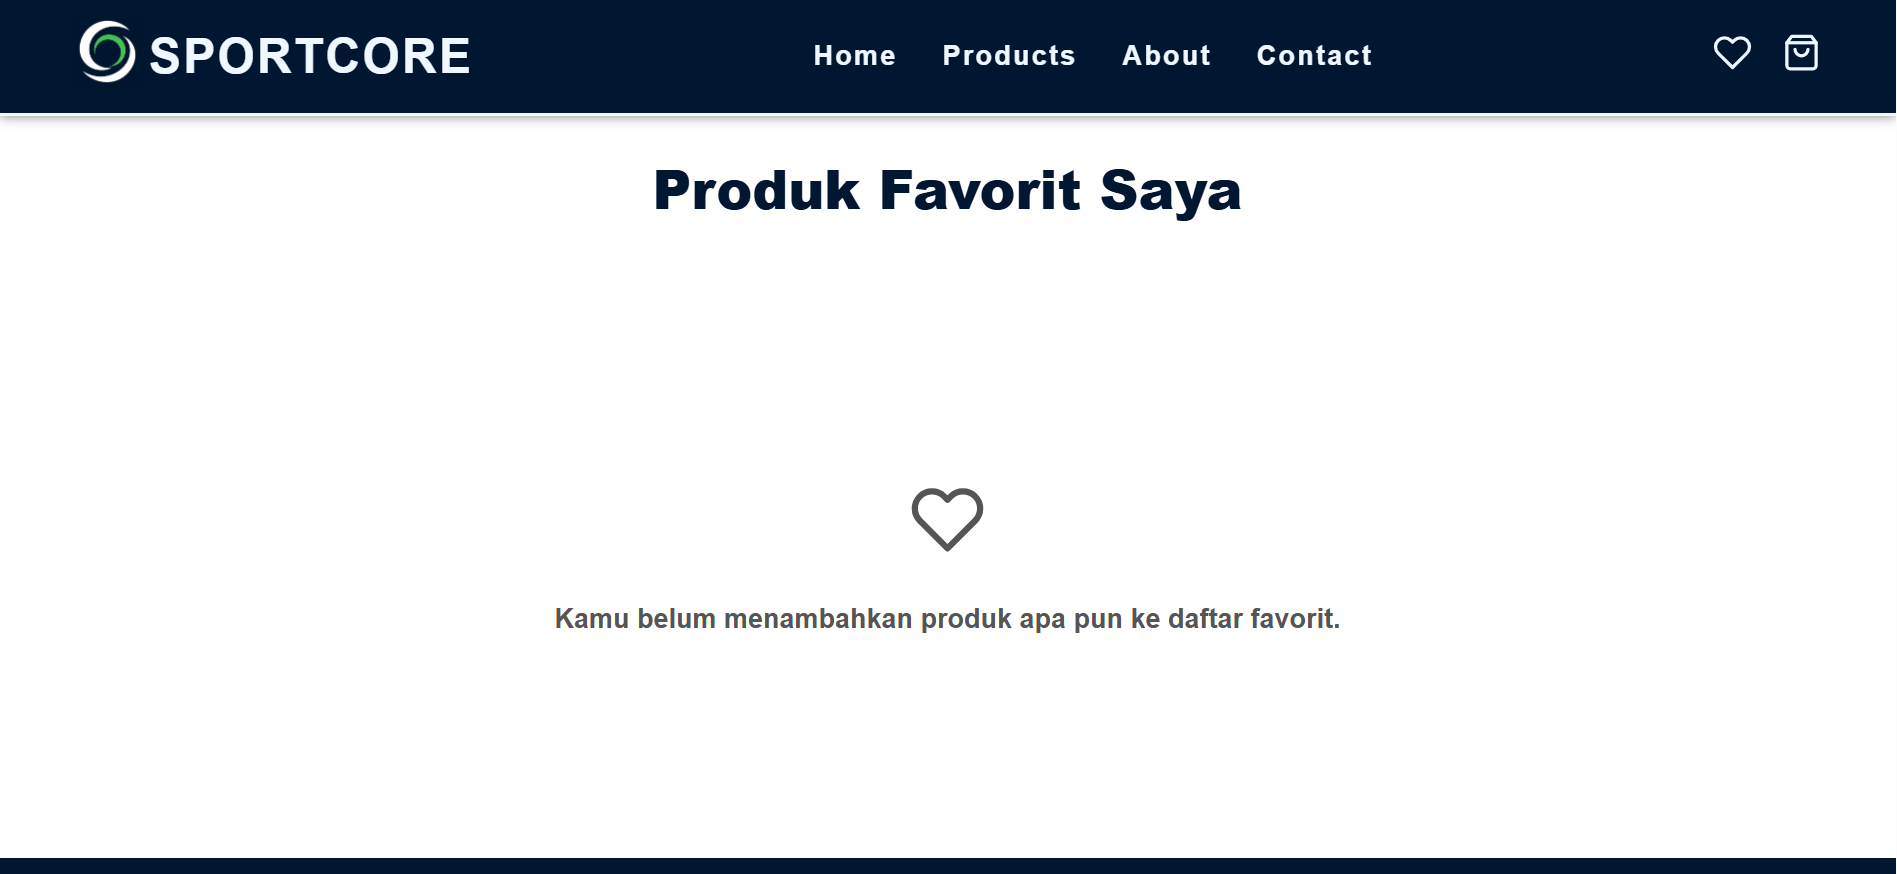 SPORTCORE
Home Products About Contact
Produk Favorit Saya
Kamu belum menambahkan produk apa pun ke daftar favorit.